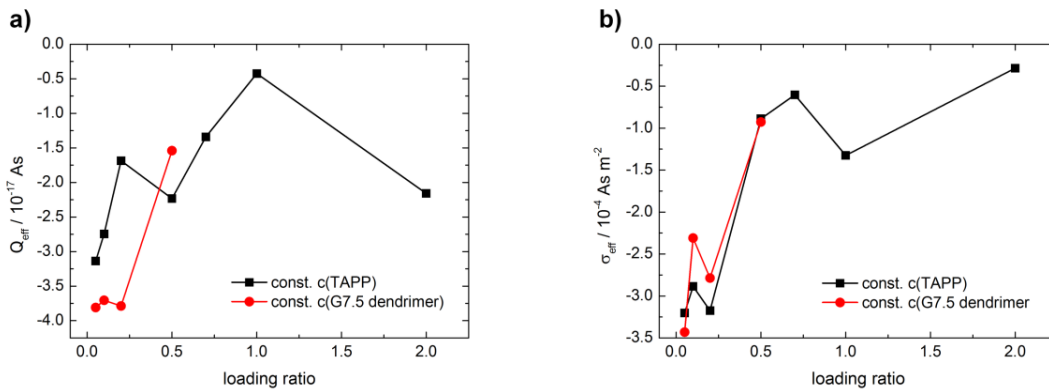 a)
0.0
-0.5
-1.0
-1.5
-2.0
-2.5
-3.0
-3.5
-4.0
Q_eff / 10^-17 As
const. c(TAPP)
const. c(G7.5 dendrimer)
0.0 0.5 1.0 1.5 2.0
loading ratio
b)
0.0
-0.5
-1.0
-1.5
-2.0
-2.5
-3.0
-3.5
σ_eff / 10^-4 As m^-2
const. c(TAPP)
const. c(G7.5 dendrimer
0.0 0.5 1.0 1.5 2.0
loading ratio